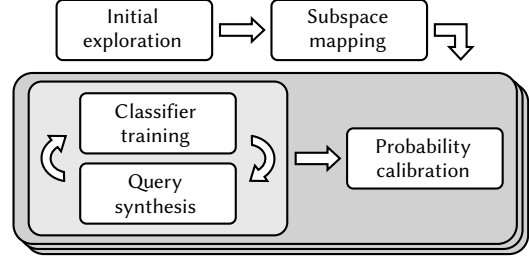 Initial
exploration
Subspace
mapping
Classifier
training
Query
synthesis
Probability
calibration